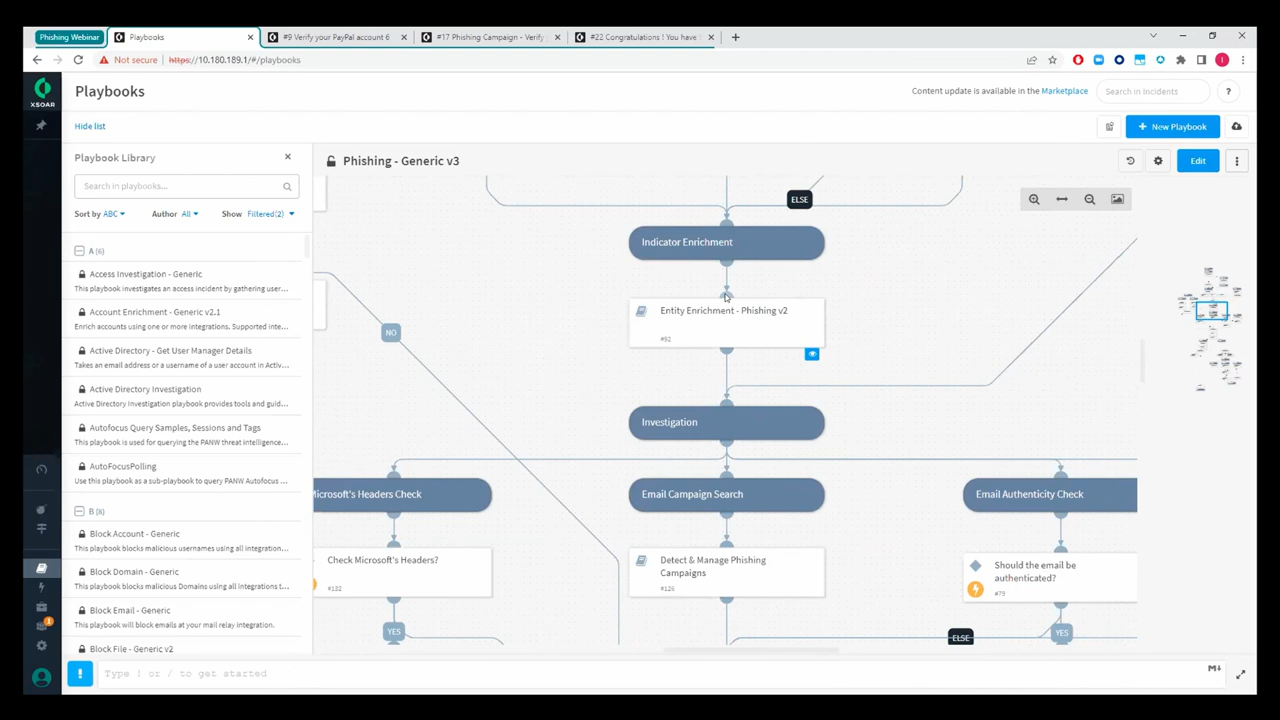 Phishing Webinar
Playbooks
#9 Verify your PayPal account 6
#17 Phishing Campaign - Verify
#22 Congratulations ! You have
Not secure
https://10.180.189.1/#/playbooks
XSOAR
Playbooks
Content update is available in the Marketplace
Search in incidents
?
Hide list
+ New Playbook
Playbook Library
Phishing - Generic v3
Edit
Search in playbooks...
Sort by ABC
Author All
Show Filtered(2)
A (6)
Access Investigation - Generic
This playbook investigates an access incident by gathering user...
Account Enrichment - Generic v2.1
Enrich accounts using one or more integrations. Supported inte...
Active Directory - Get User Manager Details
Takes an email address or a username of a user account in Activ...
Active Directory Investigation
Active Directory Investigation playbook provides tools and guid...
Autofocus Query Samples, Sessions and Tags
This playbook is used for querying the PANW threat intelligence...
AutoFocusPolling
Use this playbook as a sub-playbook to query PANW Autofocus ...
B (8)
Block Account - Generic
This playbook blocks malicious usernames using all integration...
Block Domain - Generic
This playbook blocks malicious Domains using all integrations t...
Block Email - Generic
This playbook will block emails at your mail relay integration.
Block File - Generic v2
ELSE
Indicator Enrichment
Entity Enrichment - Phishing v2
#92
NO
Investigation
Microsoft's Headers Check
Email Campaign Search
Email Authenticity Check
Check Microsoft's Headers?
#132
Detect & Manage Phishing
Campaigns
#126
Should the email be
authenticated?
#79
YES
ELSE
YES
1
!
Type ! or / to get started
M↓
I